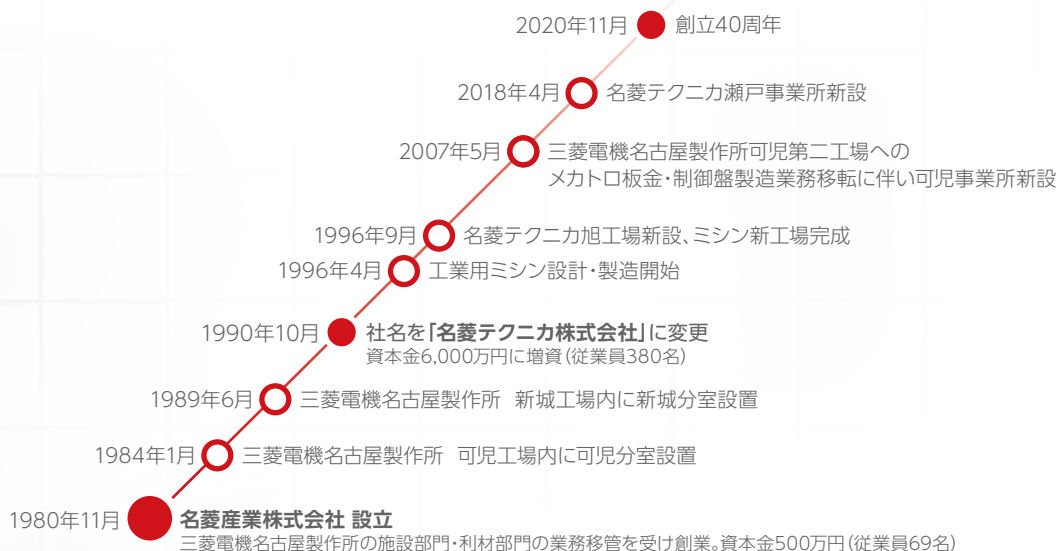 2020年11月 創立40周年
2018年4月 名菱テクニカ瀬戸事業所新設
2007年5月 三菱電機名古屋製作所可児第二工場への
メカトロ板金・制御盤製造業務移転に伴い可児事業所新設
1996年9月 名菱テクニカ旭工場新設、ミシン新工場完成
1996年4月 工業用ミシン設計・製造開始
1990年10月 社名を「名菱テクニカ株式会社」に変更
資本金6,000万円に増資(従業員380名)
1989年6月 三菱電機名古屋製作所 新城工場内に新城分室設置
1984年1月 三菱電機名古屋製作所 可児工場内に可児分室設置
1980年11月 名菱産業株式会社 設立
三菱電機名古屋製作所の施設部門・利材部門の業務移管を受け創業。資本金500万円(従業員69名)